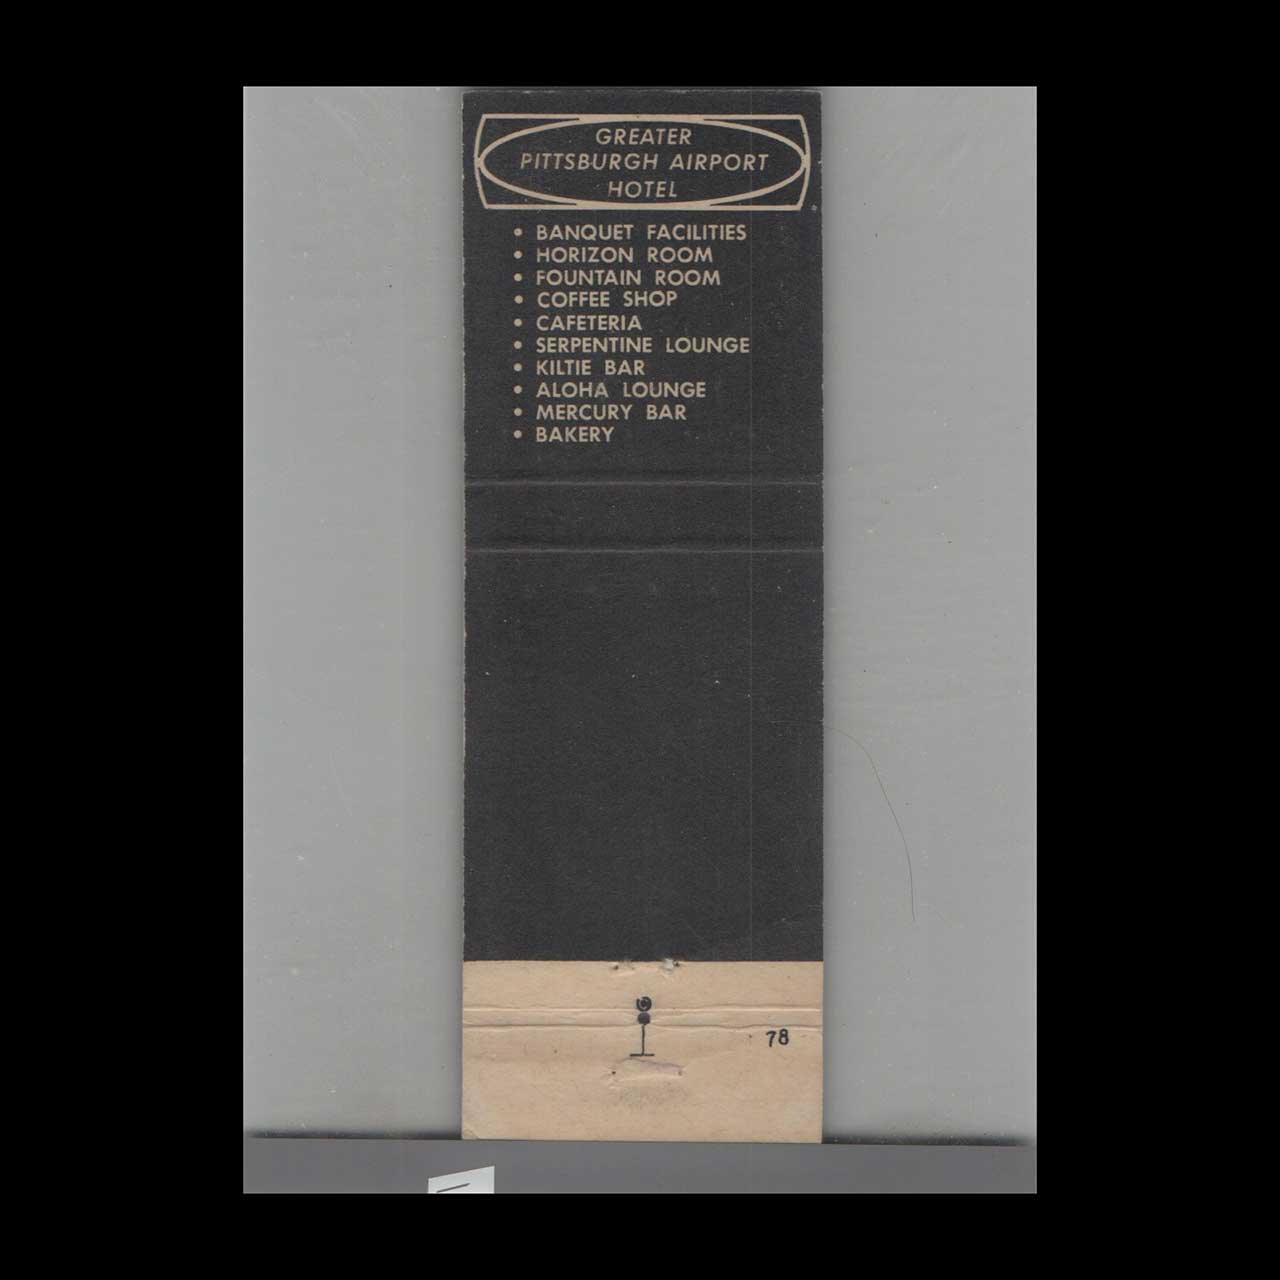 GREATER
PITTSBURGH AIRPORT
HOTEL
• BANQUET FACILITIES
• HORIZON ROOM
• FOUNTAIN ROOM
• COFFEE SHOP
• CAFETERIA
• SERPENTINE LOUNGE
• KILTIE BAR
• ALOHA LOUNGE
• MERCURY BAR
• BAKERY
78